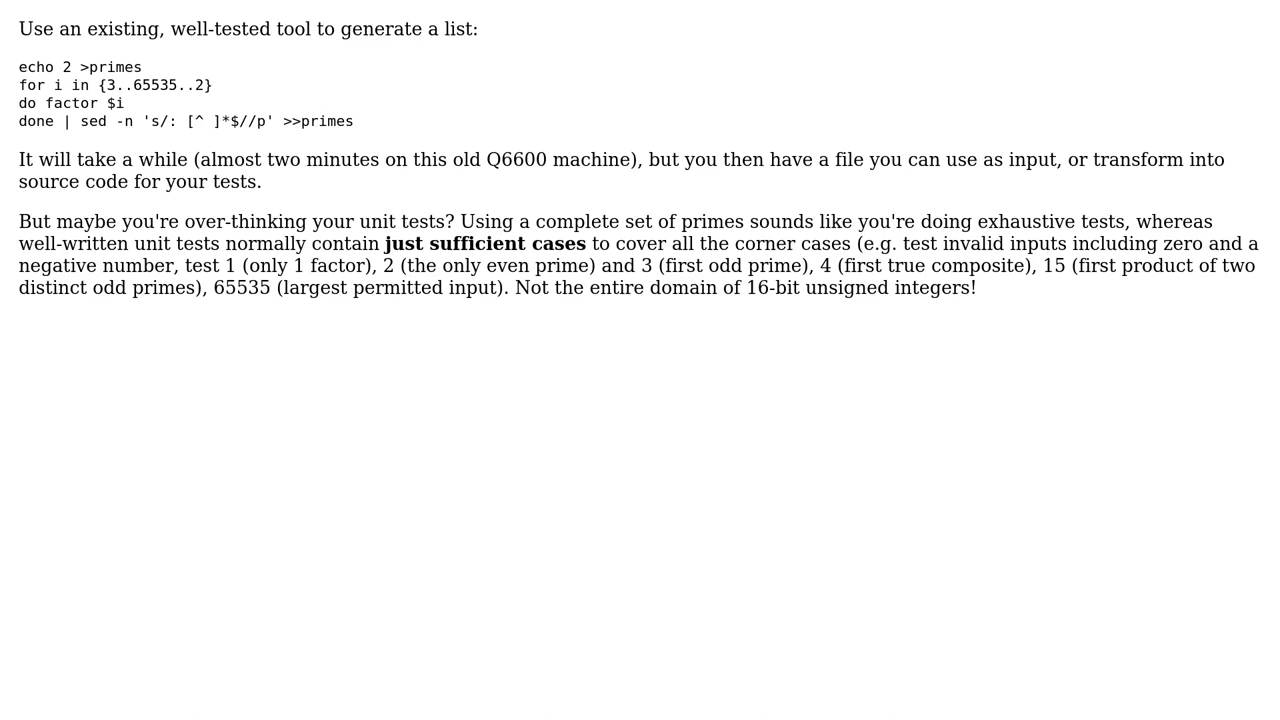 Use an existing, well-tested tool to generate a list:
echo 2 >primes
for i in {3..65535..2}
do factor $i
done | sed -n 's/: [^ ]*$//p' >>primes
It will take a while (almost two minutes on this old Q6600 machine), but you then have a file you can use as input, or transform into
source code for your tests.
But maybe you're over-thinking your unit tests? Using a complete set of primes sounds like you're doing exhaustive tests, whereas
well-written unit tests normally contain just sufficient cases to cover all the corner cases (e.g. test invalid inputs including zero and a
negative number, test 1 (only 1 factor), 2 (the only even prime) and 3 (first odd prime), 4 (first true composite), 15 (first product of two
distinct odd primes), 65535 (largest permitted input). Not the entire domain of 16-bit unsigned integers!